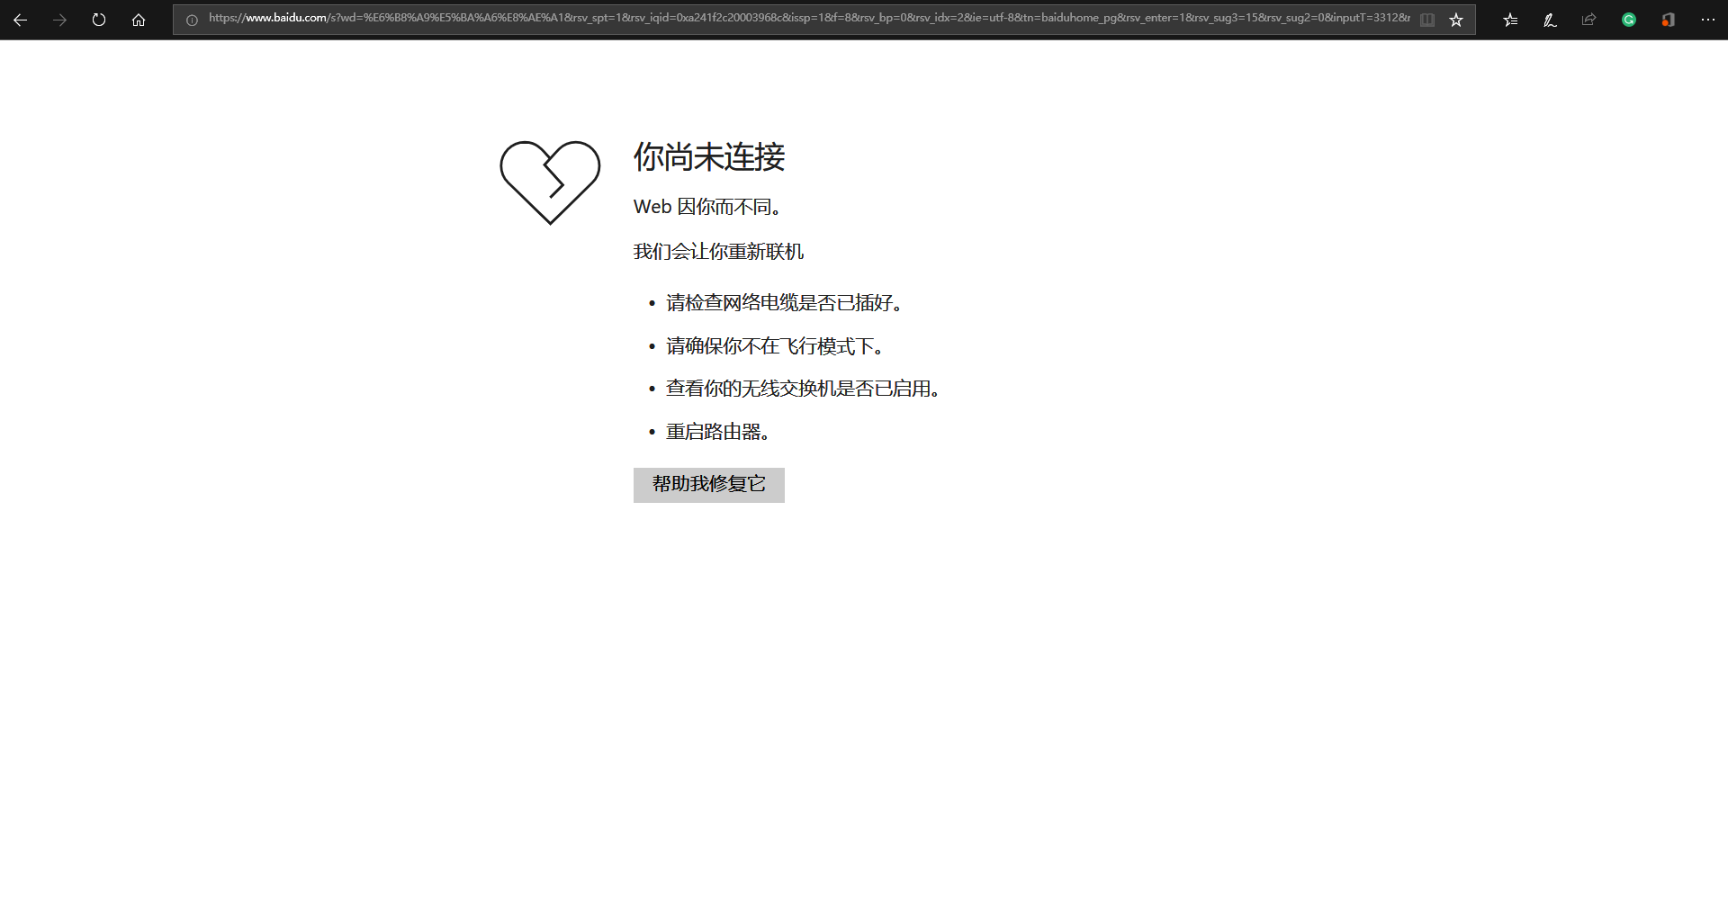 https://www.baidu.com/s?wd=%E6%B8%A9%E5%BA%A6%E8%AE%A1&rsv_spt=1&rsv_iqid=0xa241f2c20003968c&issp=1&f=8&rsv_bp=0&rsv_idx=2&ie=utf-8&tn=baiduhome_pg&rsv_enter=1&rsv_sug3=15&rsv_sug2=0&inputT=3312&r
你尚未连接
Web 因你而不同。
我们会让你重新联机
• 请检查网络电缆是否已插好。
• 请确保你不在飞行模式下。
• 查看你的无线交换机是否已启用。
• 重启路由器。
帮助我修复它